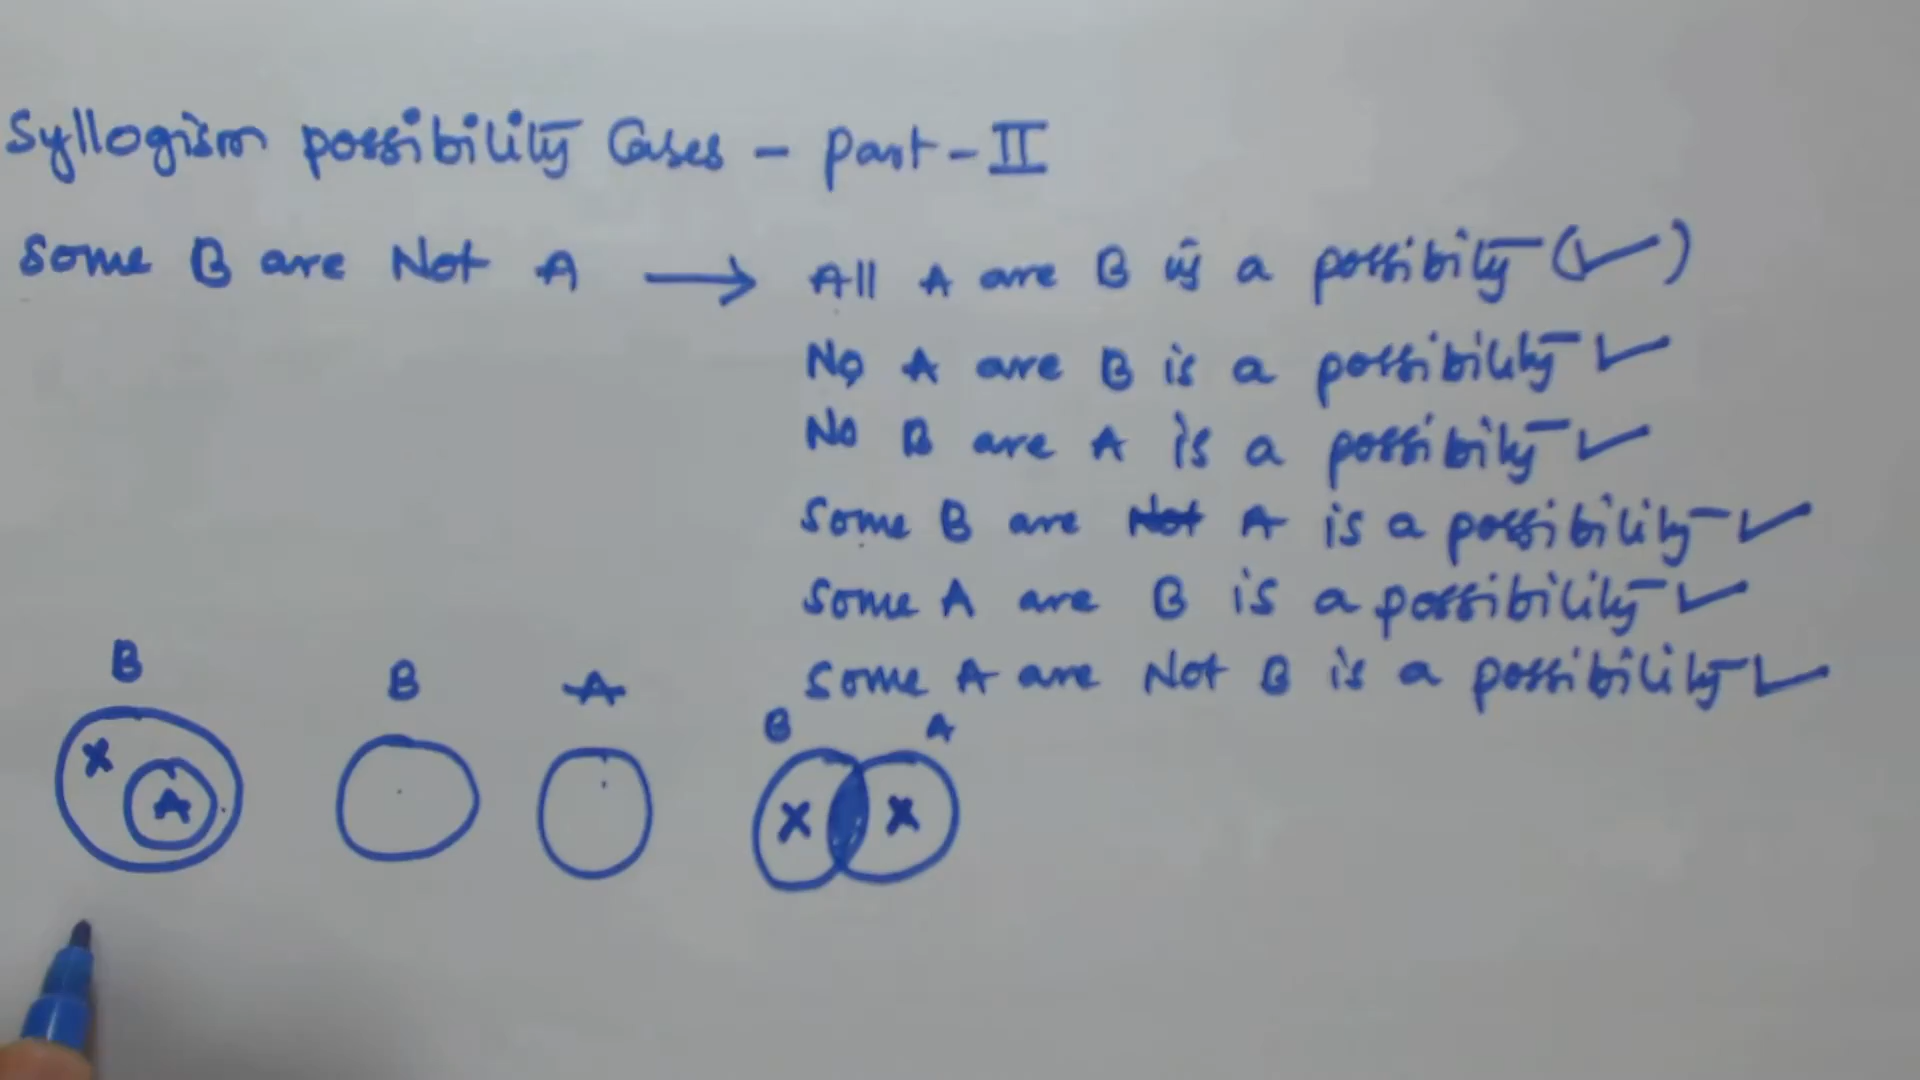 Syllogism possibility Cases - part - II
Some B are Not A → All A are B is a possibility (✓)
No A are B is a possibility ✓
No B are A is a possibility ✓
Some B are Not A is a possibility ✓
Some A are B is a possibility ✓
Some A are Not B is a possibility ✓
B B A B A
X A X X